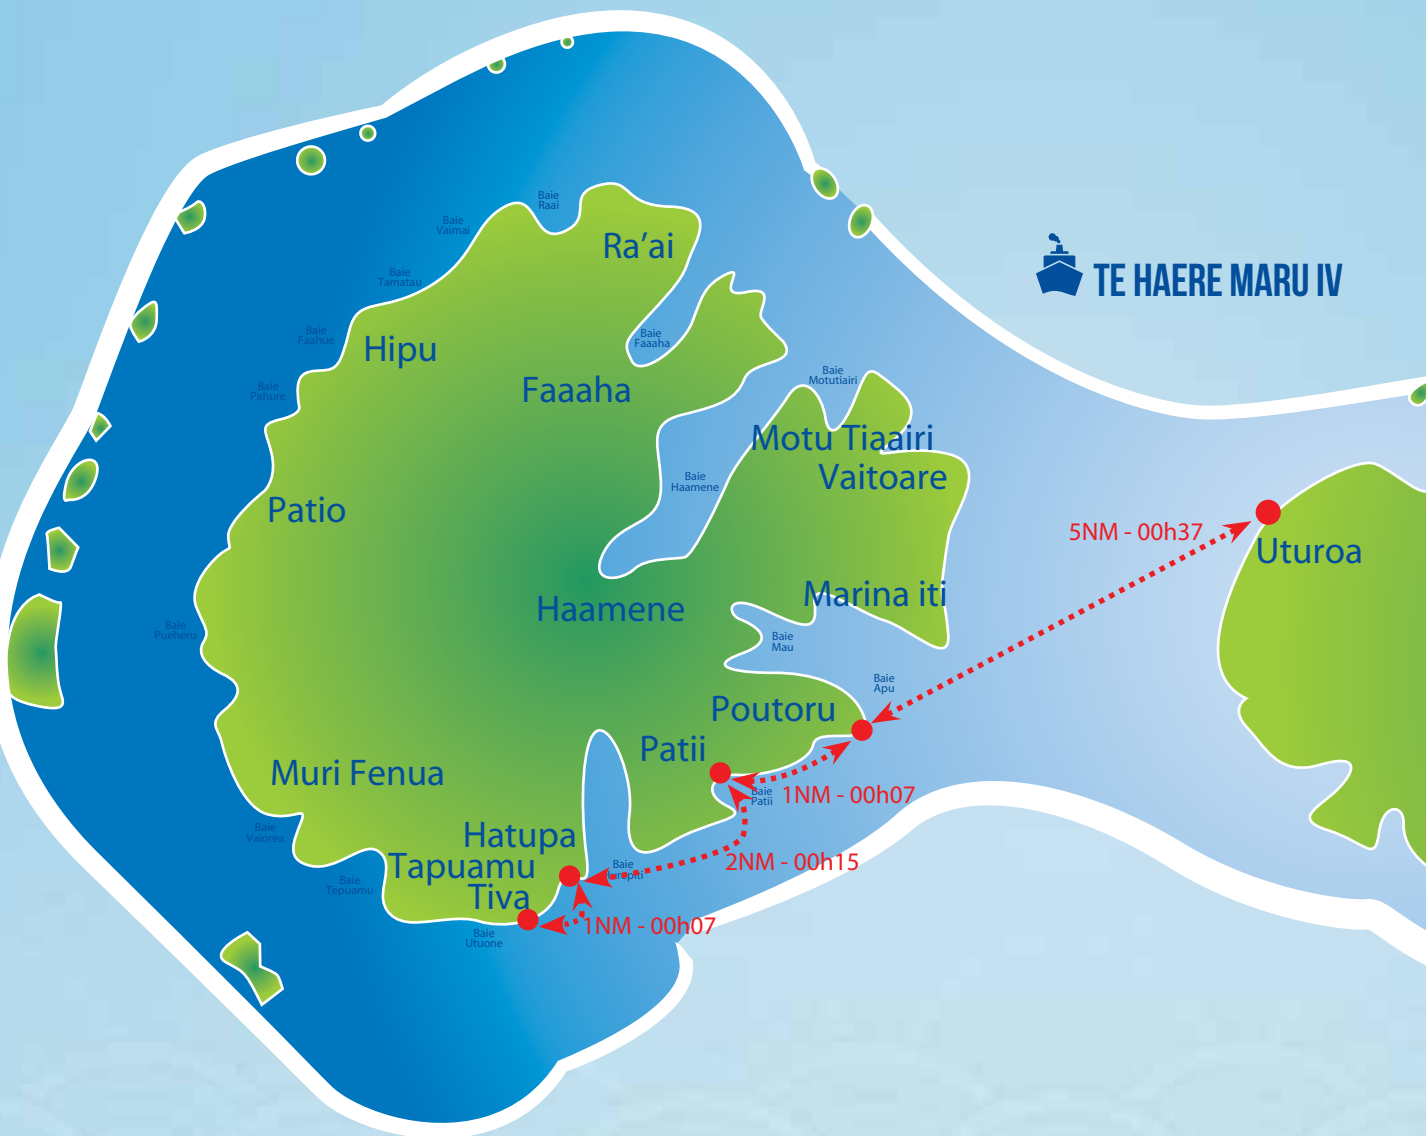 Baie
Raai
Baie
Vaimai
Ra’ai
TE HAERE MARU IV
Baie
Tamatau
Baie
Faahue
Hipu
Baie
Faaaha
Baie
Pahure
Faaaha
Baie
Motutiairi
Motu Tiaairi
Vaitoare
Baie
Haamene
Patio
5NM - 00h37
Uturoa
Haamene
Marina iti
Baie
Pueheru
Baie
Mau
Baie
Apu
Poutoru
Patii
Muri Fenua
Baie
Patii
1NM - 00h07
Baie
Vaiorea
Hatupa
Tapuamu
2NM - 00h15
Baie
Hurepiti
Baie
Tepuamu
Tiva
1NM - 00h07
Baie
Utuone